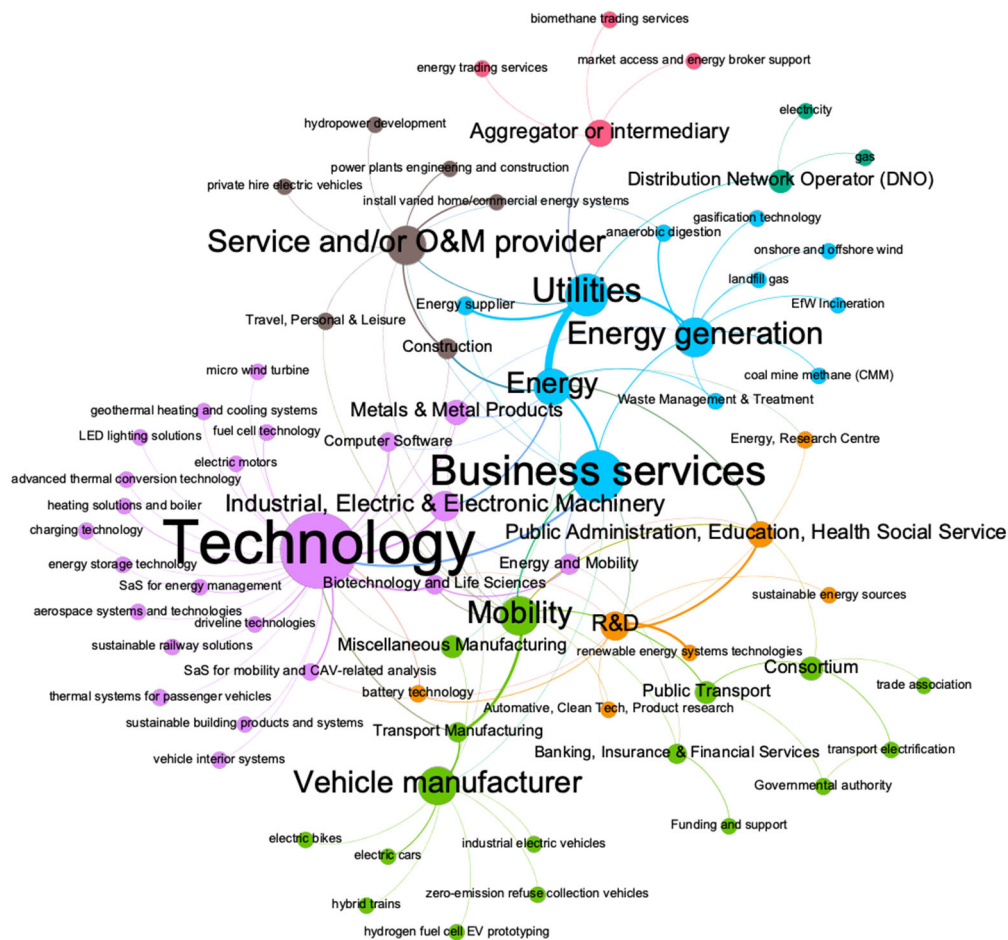 biomethane trading services
market access and energy broker support
energy trading services
electricity
hydropower development
Aggregator or intermediary
gas
power plants engineering and construction
Distribution Network Operator (DNO)
private hire electric vehicles
install varied home/commercial energy systems
gasification technology
anaerobic digestion
Service and/or O&M provider
onshore and offshore wind
landfill gas
Utilities
Energy supplier
EfW Incineration
Travel, Personal & Leisure
Energy generation
Construction
micro wind turbine
coal mine methane (CMM)
Energy
Waste Management & Treatment
geothermal heating and cooling systems
Metals & Metal Products
LED lighting solutions
fuel cell technology
Computer Software
Energy, Research Centre
electric motors
Business services
advanced thermal conversion technology
heating solutions and boiler
Industrial, Electric & Electronic Machinery
charging technology
Public Administration, Education, Health Social Service
Technology
energy storage technology
Energy and Mobility
SaS for energy management
Biotechnology and Life Sciences
sustainable energy sources
aerospace systems and technologies
Mobility
driveline technologies
R&D
sustainable railway solutions
Miscellaneous Manufacturing
renewable energy systems technologies
Consortium
SaS for mobility and CAV-related analysis
trade association
thermal systems for passenger vehicles
battery technology
Public Transport
Automative, Clean Tech, Product research
sustainable building products and systems
Transport Manufacturing
Banking, Insurance & Financial Services
transport electrification
vehicle interior systems
Vehicle manufacturer
Governmental authority
Funding and support
electric bikes
industrial electric vehicles
electric cars
zero-emission refuse collection vehicles
hybrid trains
hydrogen fuel cell EV prototyping